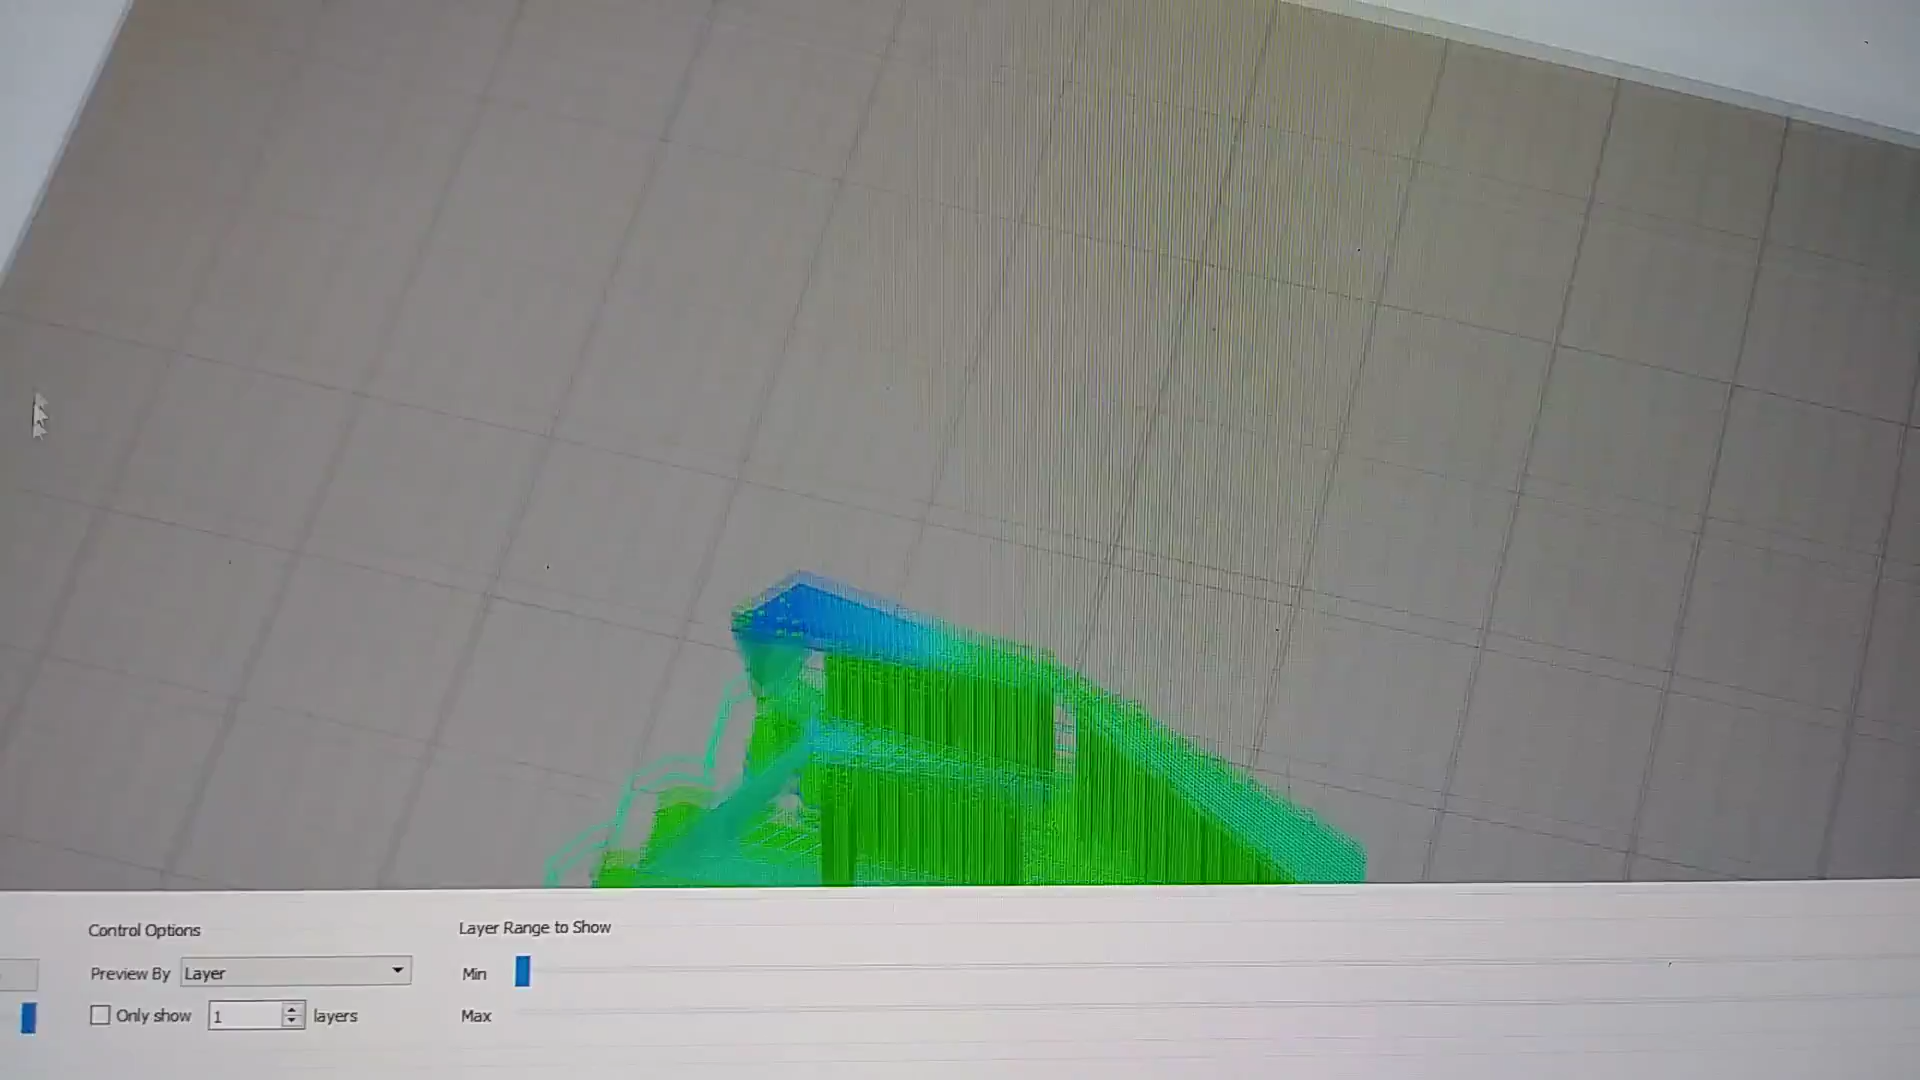 Control Options
Layer Range to Show
Preview By Layer
Min
Only show 1 layers
Max